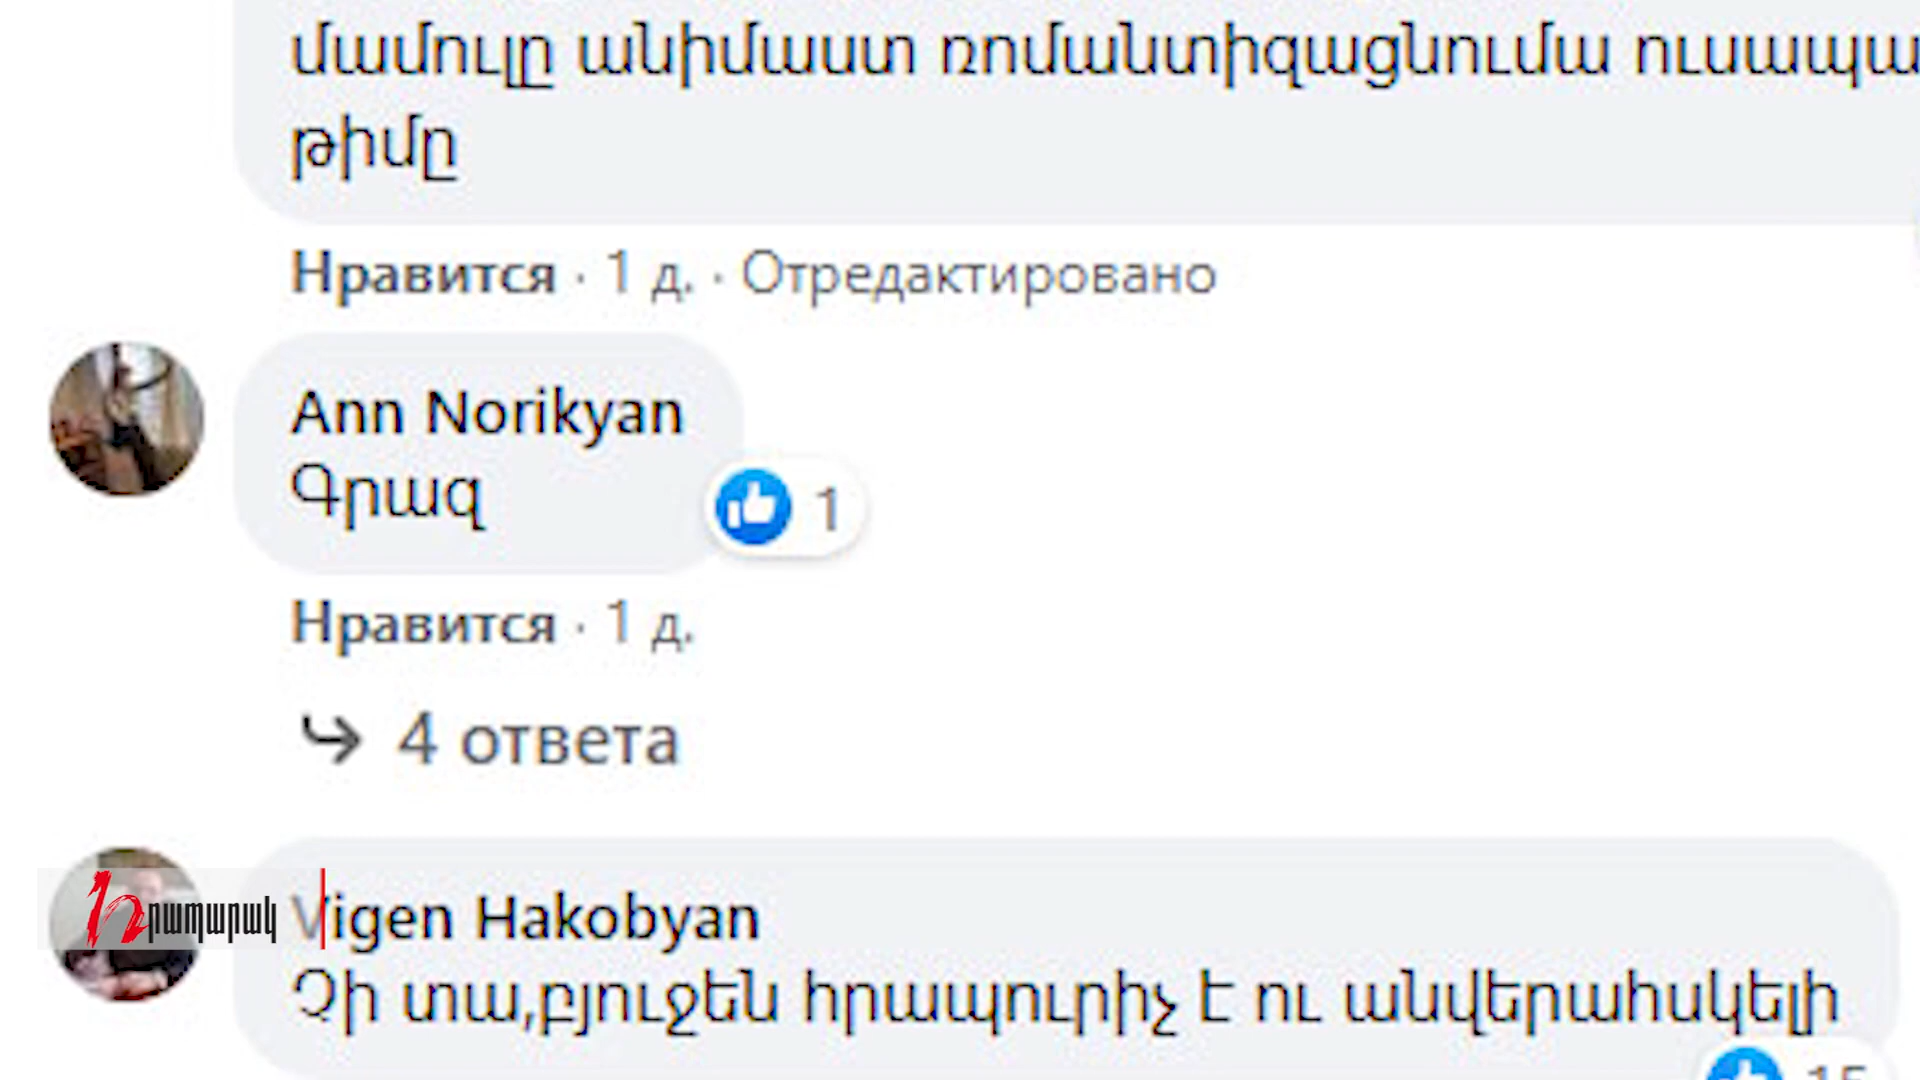 մամուլը անիմաստ ռոմանտիզացնումա ուսապա
թիմը
Нравится · 1 д. · Отредактировано
Ann Norikyan
Գրազ
1
Нравится · 1 д.
4 ответа
Հրապարակ
Vigen Hakobyan
Չի տա,բյուջեն հրապուրիչ է ու անվերահսկելի
15